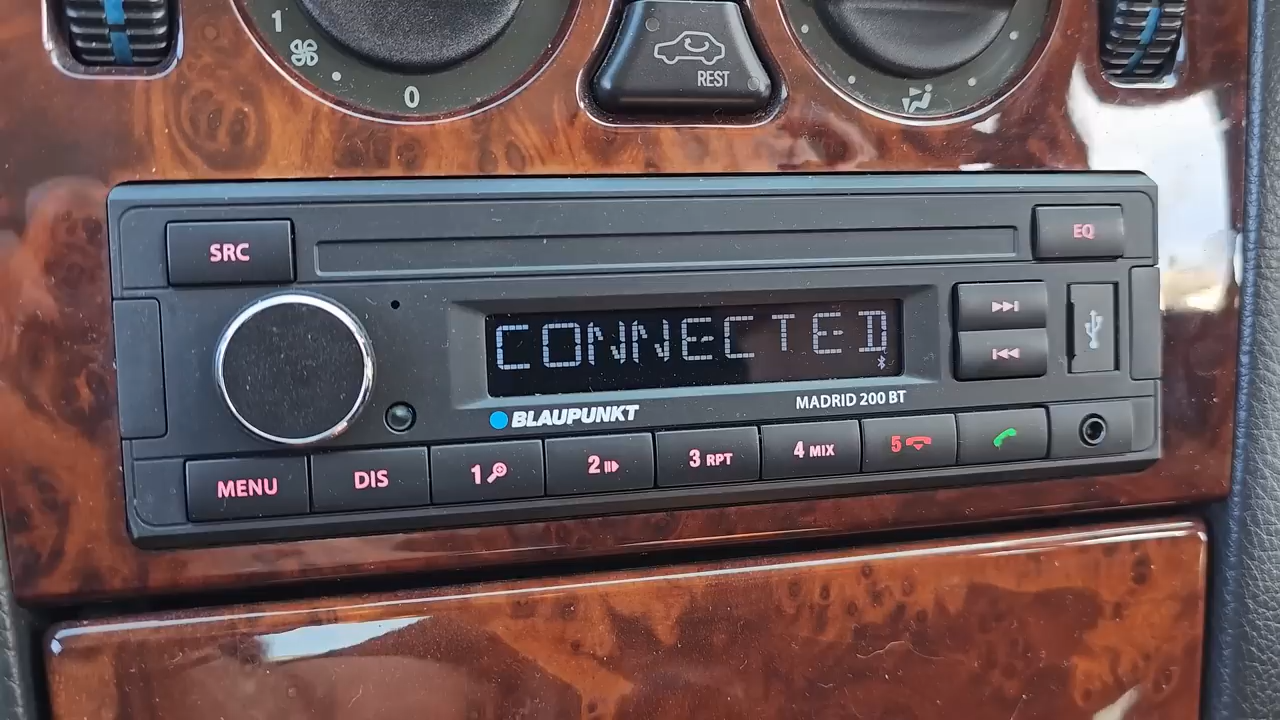 1
0
REST
SRC
EQ
CONNECTED
BLAUPUNKT
MADRID 200 BT
MENU
DIS
1
2
3 RPT
4 MIX
5